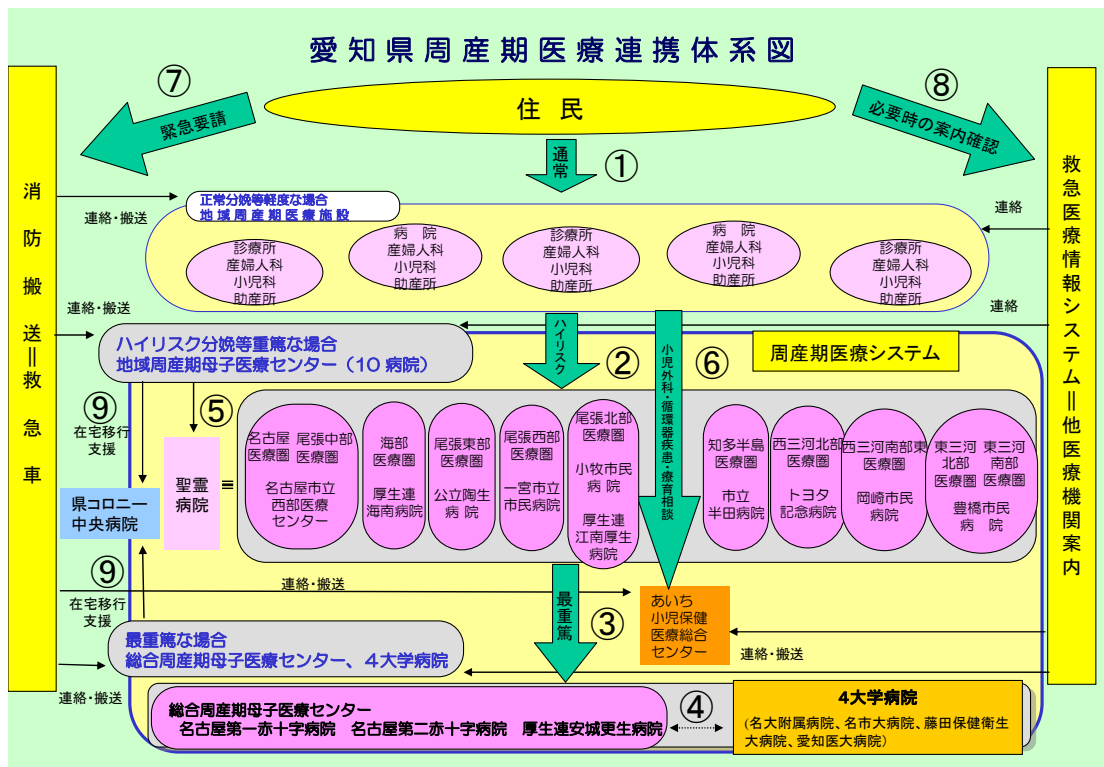 愛知県周産期医療連携体系図
⑦
緊急要請
住 民
⑧
必要時の案内確認
通常
①
消防搬送＝救急車
救急医療情報システム＝他医療機関案内
正常分娩等軽度な場合
地域周産期医療施設
連絡・搬送
連絡
診療所
産婦人科
小児科
助産所
病 院
産婦人科
小児科
助産所
診療所
産婦人科
小児科
助産所
病 院
産婦人科
小児科
助産所
診療所
産婦人科
小児科
助産所
連絡・搬送
連絡
ハイリスク分娩等重篤な場合
地域周産期母子医療センター（10 病院）
ハイリスク
②
小児外科・循環器疾患・療育相談
⑥
周産期医療システム
⑨
在宅移行
支援
⑤
県コロニー
中央病院
聖霊
病院
≡
名古屋 尾張中部
医療圏 医療圏
名古屋市立
西部医療
センター
海部
医療圏
厚生連
海南病院
尾張東部
医療圏
公立陶生
病 院
尾張西部
医療圏
一宮市立
市民病院
尾張北部
医療圏
小牧市民
病 院
厚生連
江南厚生
病院
知多半島
医療圏
市立
半田病院
西三河北部
医療圏
トヨタ
記念病院
西三河南部東
医療圏
岡崎市民
病院
東三河 東三河
北部 南部
医療圏 医療圏
豊橋市民
病 院
⑨
在宅移行
支援
連絡・搬送
最重篤
③
あいち
小児保健
医療総合
センター
最重篤な場合
総合周産期母子医療センター、４大学病院
連絡・搬送
連絡・搬送
総合周産期母子医療センター
名古屋第一赤十字病院 名古屋第二赤十字病院 厚生連安城更生病院
④
4大学病院
(名大附属病院、名市大病院、藤田保健衛生
大病院、愛知医大病院）